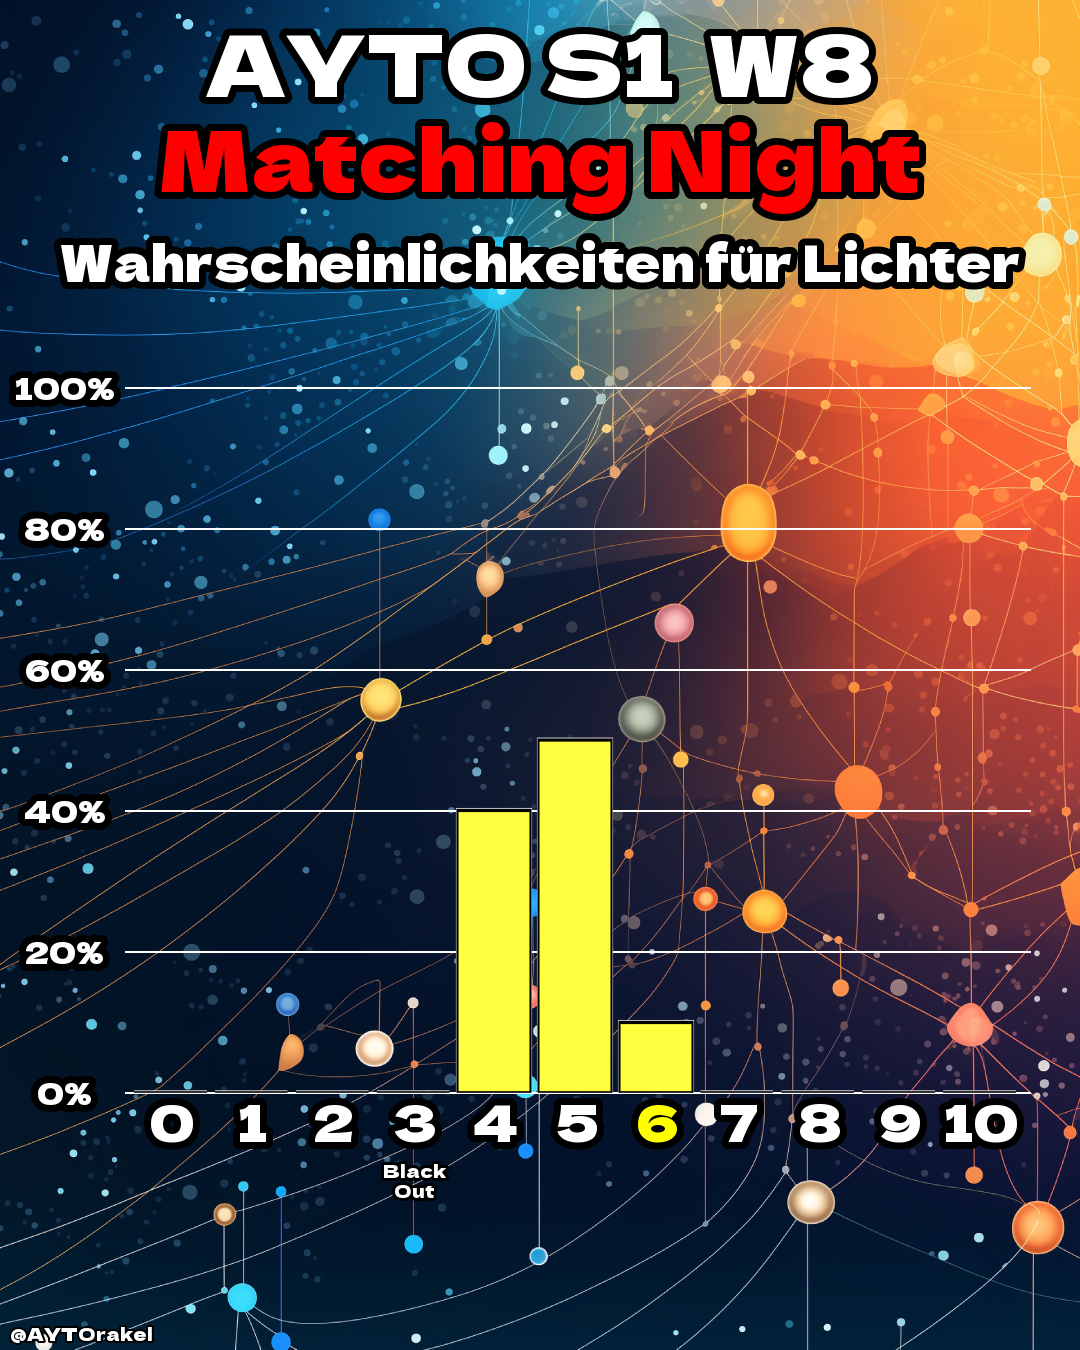 AYTO S1 W8
Matching Night
Wahrscheinlichkeiten für Lichter
100%
80%
60%
40%
20%
0%
0 1 2 3 4 5 6 7 8 9 10
Black
Out
@AYTOrakel